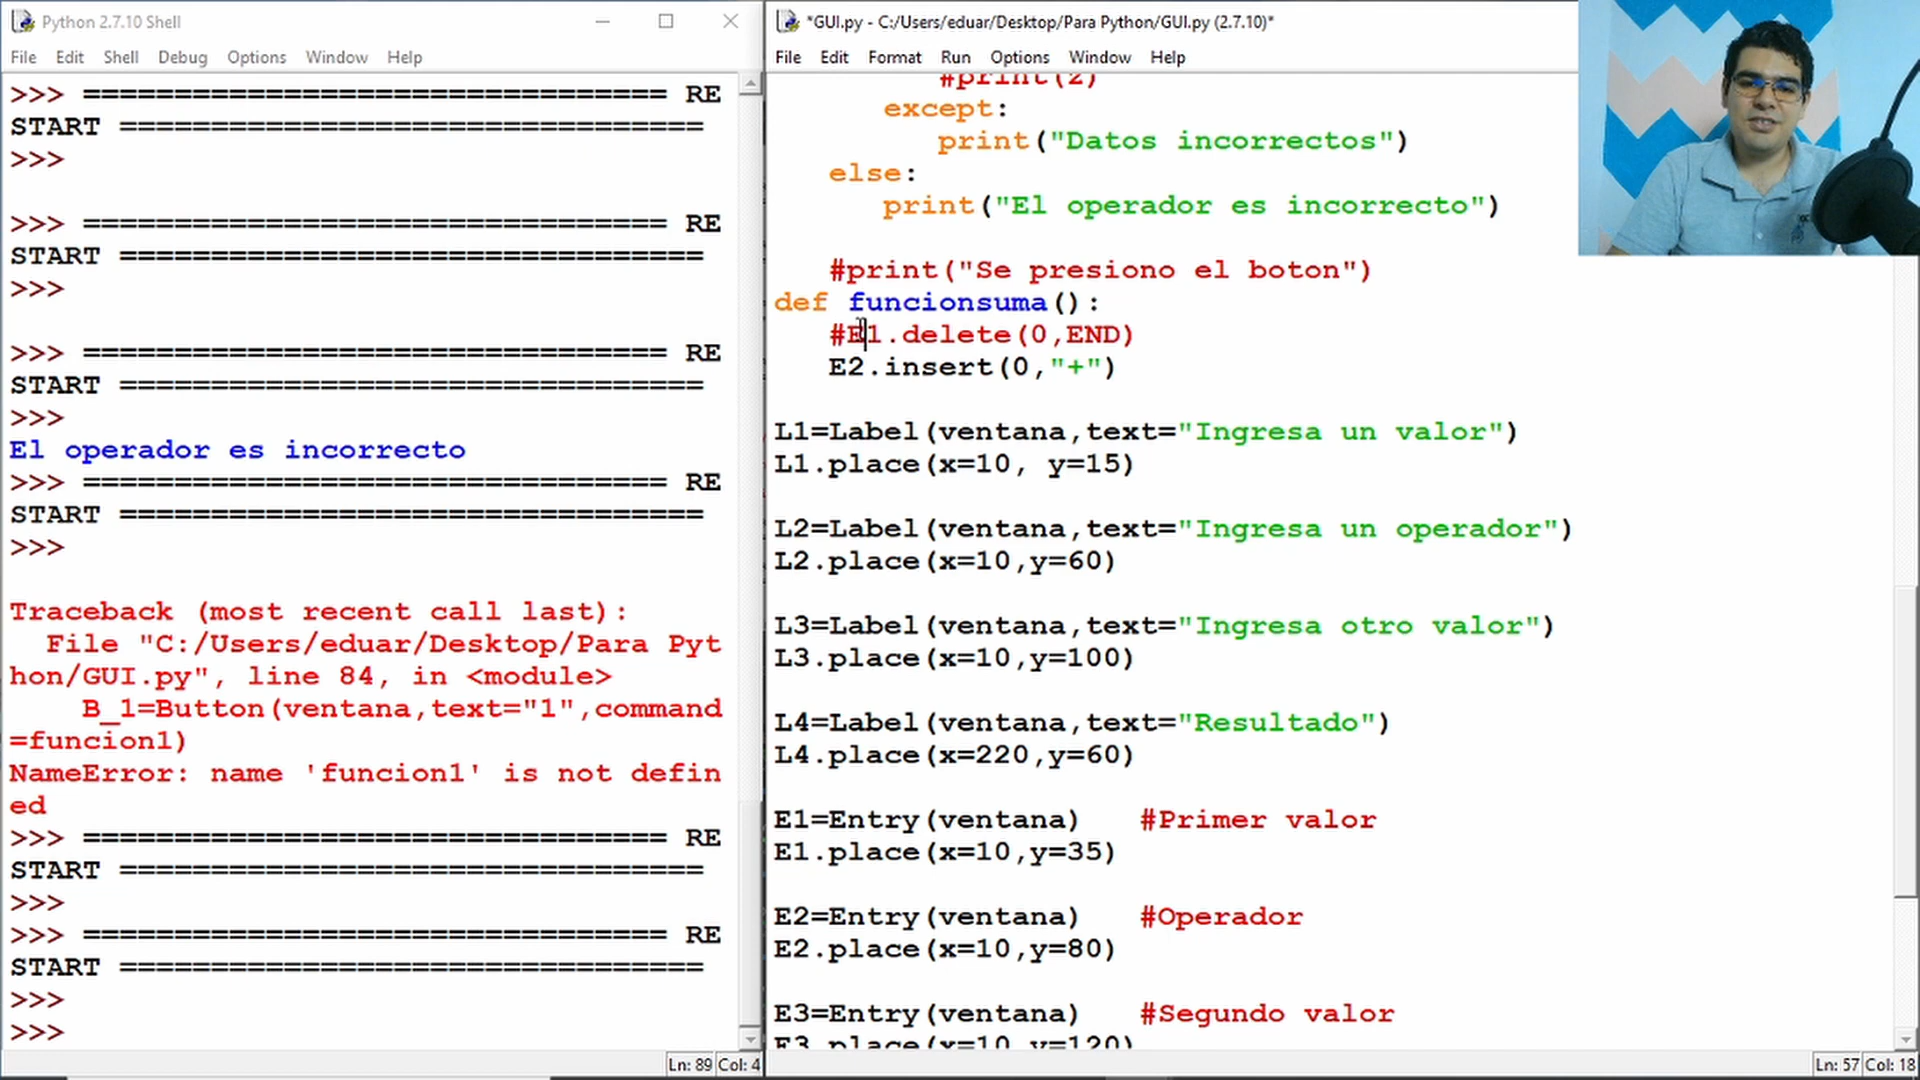 Python 2.7.10 Shell
File Edit Shell Debug Options Window Help
>>> ================================ RE
START ================================
>>>
>>> ================================ RE
START ================================
>>>
>>> ================================ RE
START ================================
>>>
El operador es incorrecto
>>> ================================ RE
START ================================
>>>
Traceback (most recent call last):
File "C:/Users/eduar/Desktop/Para Pyt
hon/GUI.py", line 84, in <module>
B_1=Button(ventana,text="1",command
=funcion1)
NameError: name 'funcion1' is not defin
ed
>>> ================================ RE
START ================================
>>>
>>> ================================ RE
START ================================
>>>
>>>
Ln: 89 Col: 4
*GUI.py - C:/Users/eduar/Desktop/Para Python/GUI.py (2.7.10)*
File Edit Format Run Options Window Help
#print(2)
except:
print("Datos incorrectos")
else:
print("El operador es incorrecto")
#print("Se presiono el boton")
def funcionsuma():
#E1.delete(0,END)
E2.insert(0,"+")
L1=Label(ventana,text="Ingresa un valor")
L1.place(x=10, y=15)
L2=Label(ventana,text="Ingresa un operador")
L2.place(x=10,y=60)
L3=Label(ventana,text="Ingresa otro valor")
L3.place(x=10,y=100)
L4=Label(ventana,text="Resultado")
L4.place(x=220,y=60)
E1=Entry(ventana) #Primer valor
E1.place(x=10,y=35)
E2=Entry(ventana) #Operador
E2.place(x=10,y=80)
E3=Entry(ventana) #Segundo valor
E3.place(x=10,y=120)
Ln: 57 Col: 18